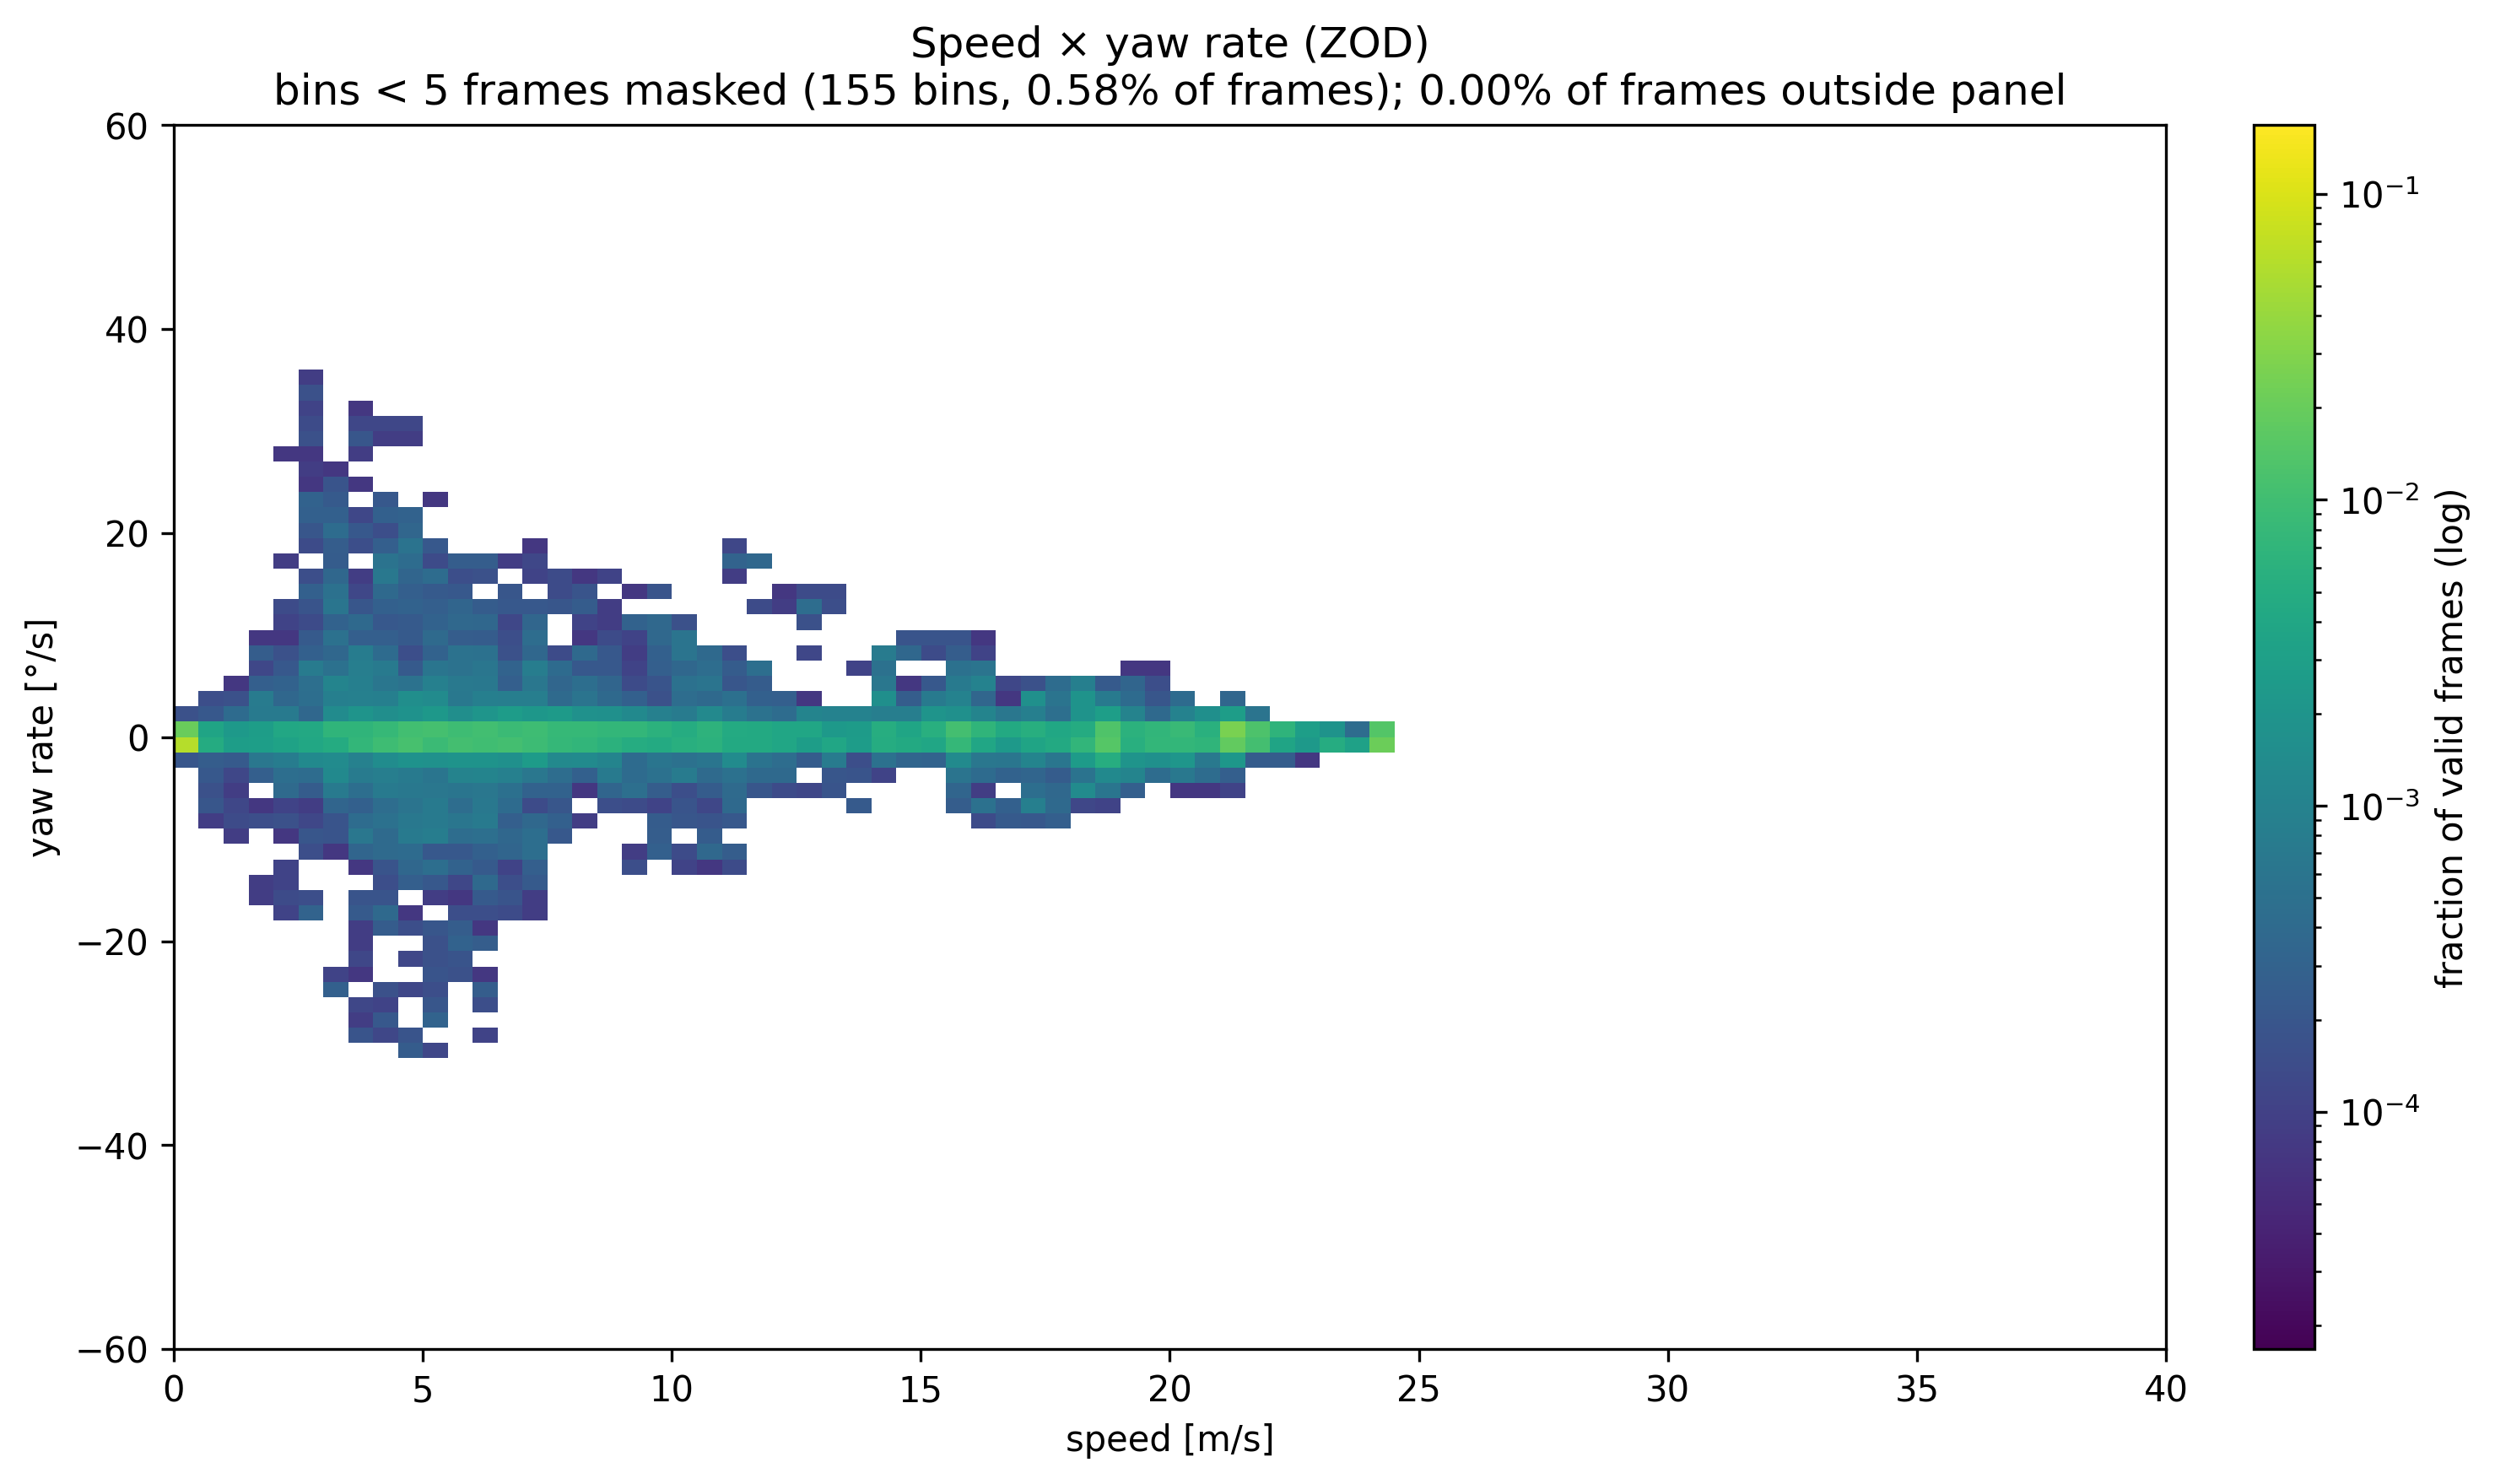 Speed × yaw rate (ZOD)
bins < 5 frames masked (155 bins, 0.58% of frames); 0.00% of frames outside panel
60
40
20
0
−20
−40
−60
yaw rate [°/s]
0 5 10 15 20 25 30 35 40
speed [m/s]
10⁻¹
10⁻²
10⁻³
10⁻⁴
fraction of valid frames (log)